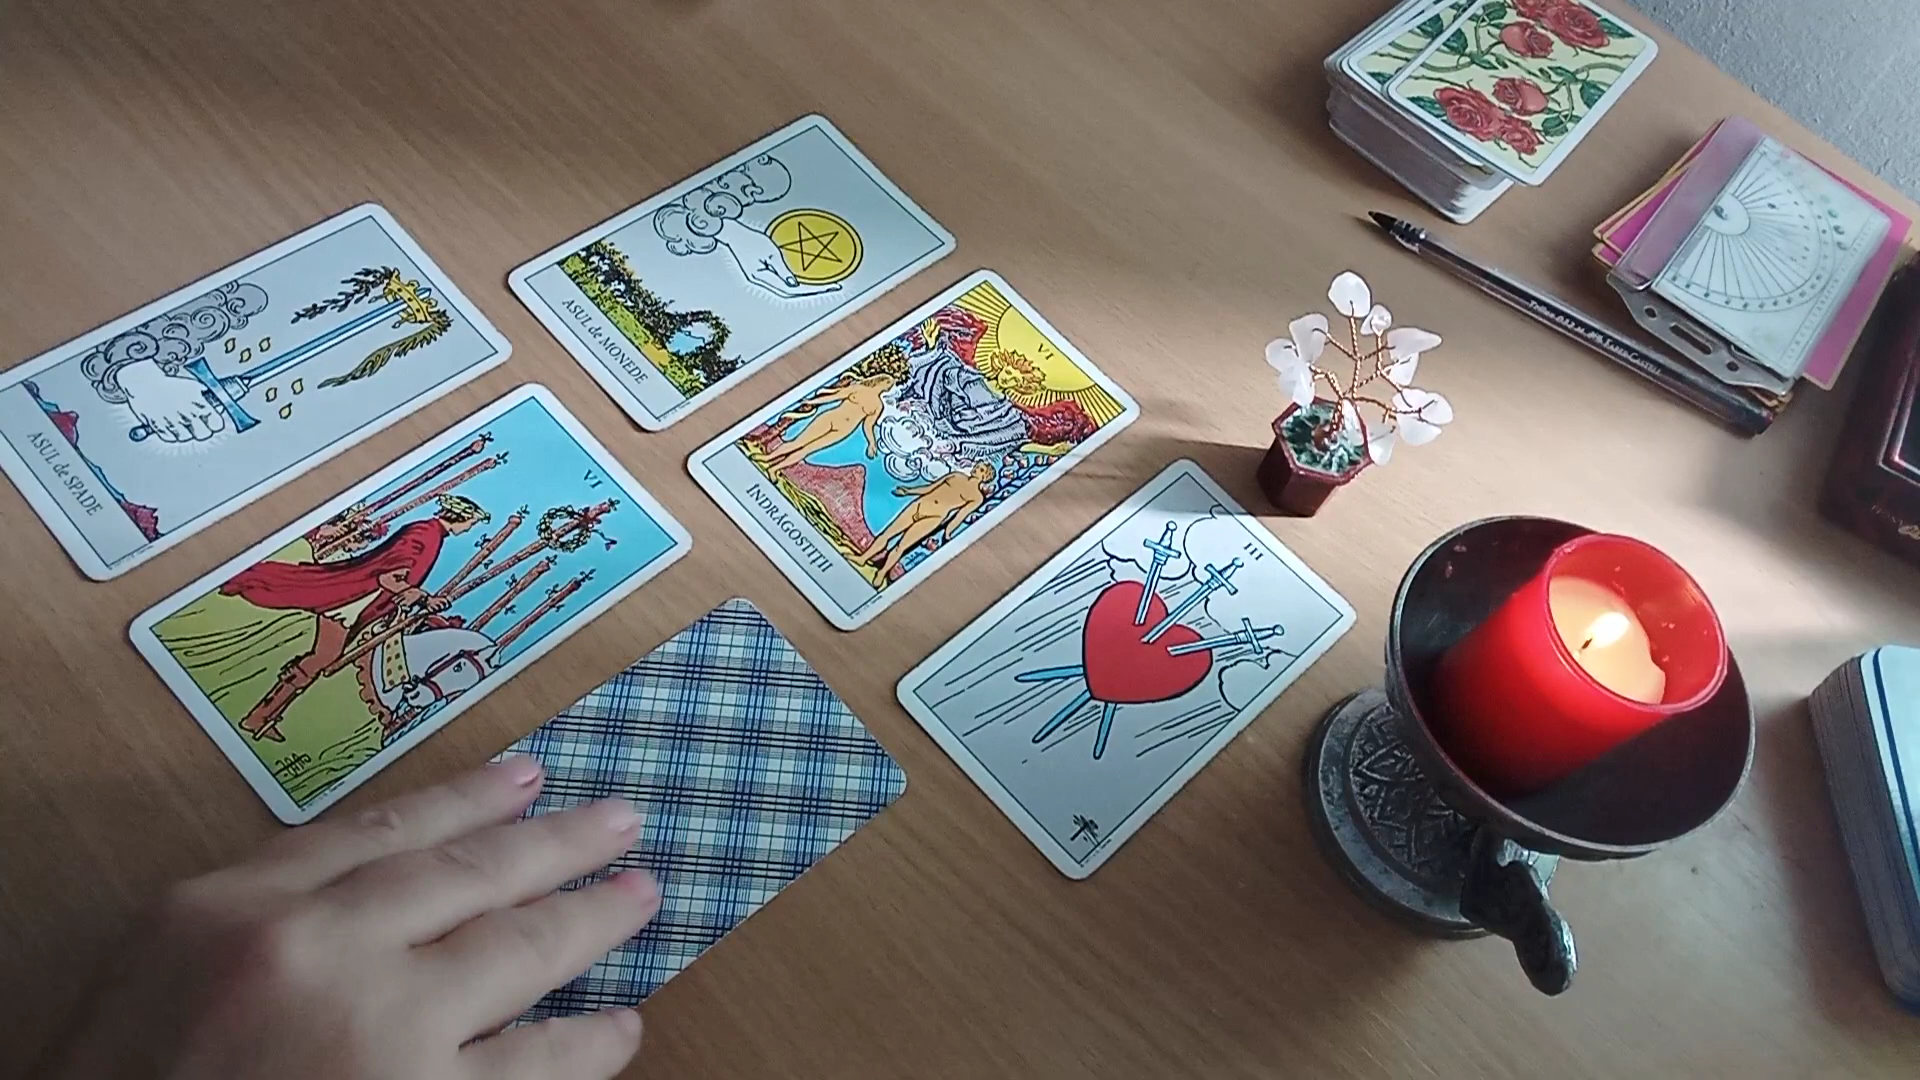 ASUL de SPADE
ASUL de MONEDE
VI
VI
ÎNDRĂGOSTIȚII
III